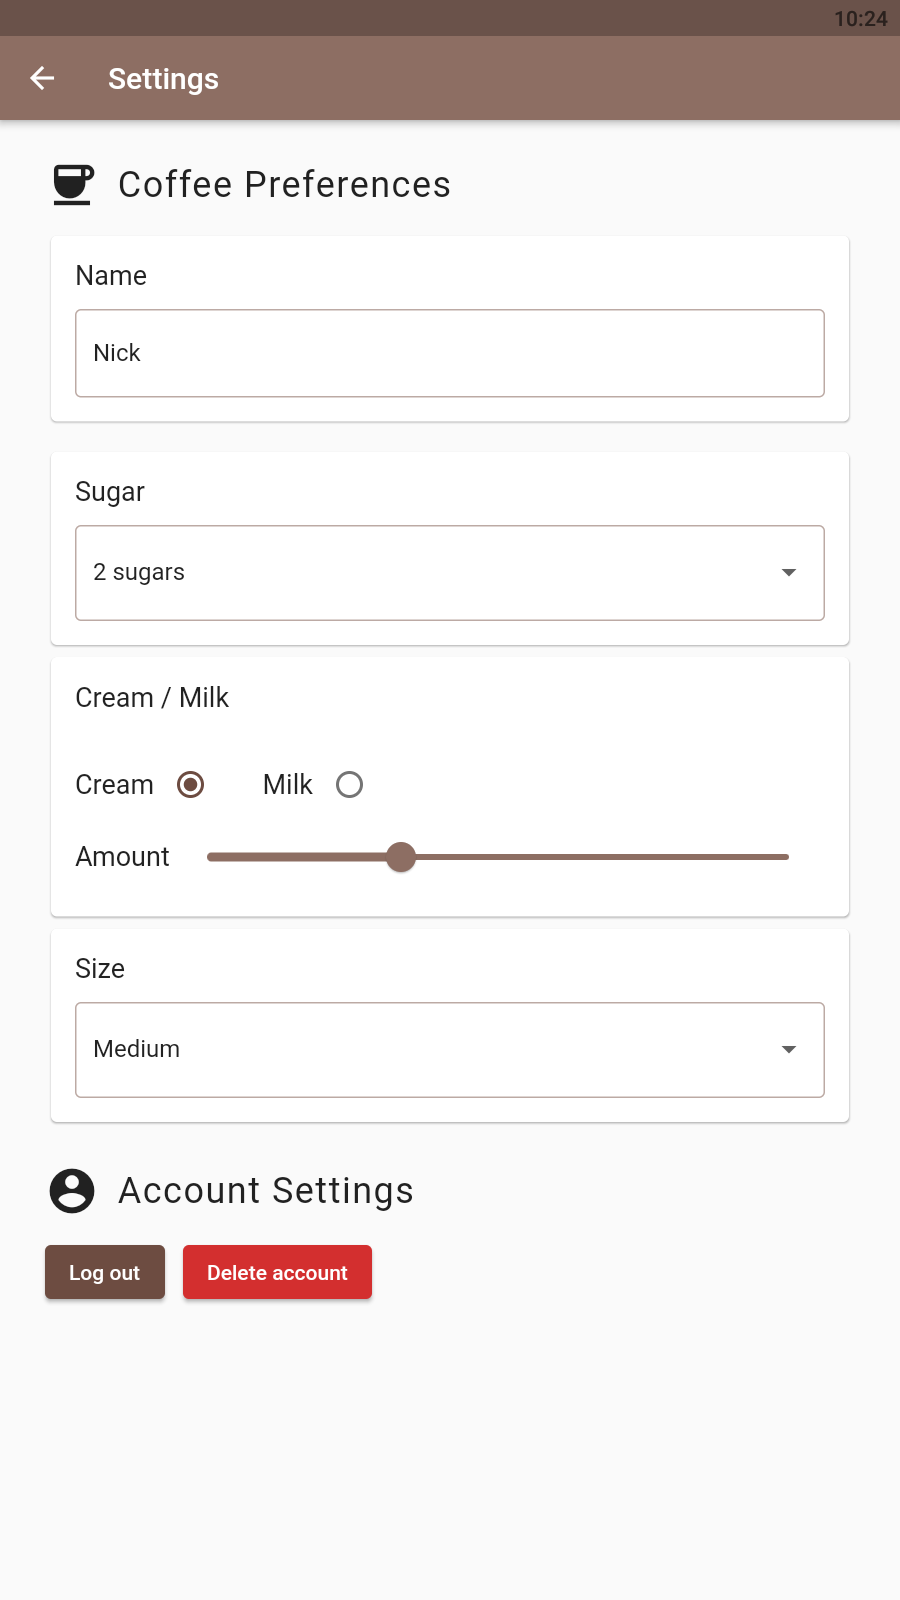 10:24
Settings
Coffee Preferences
Name
Nick
Sugar
2 sugars
Cream / Milk
Cream Milk
Amount
Size
Medium
Account Settings
Log out Delete account